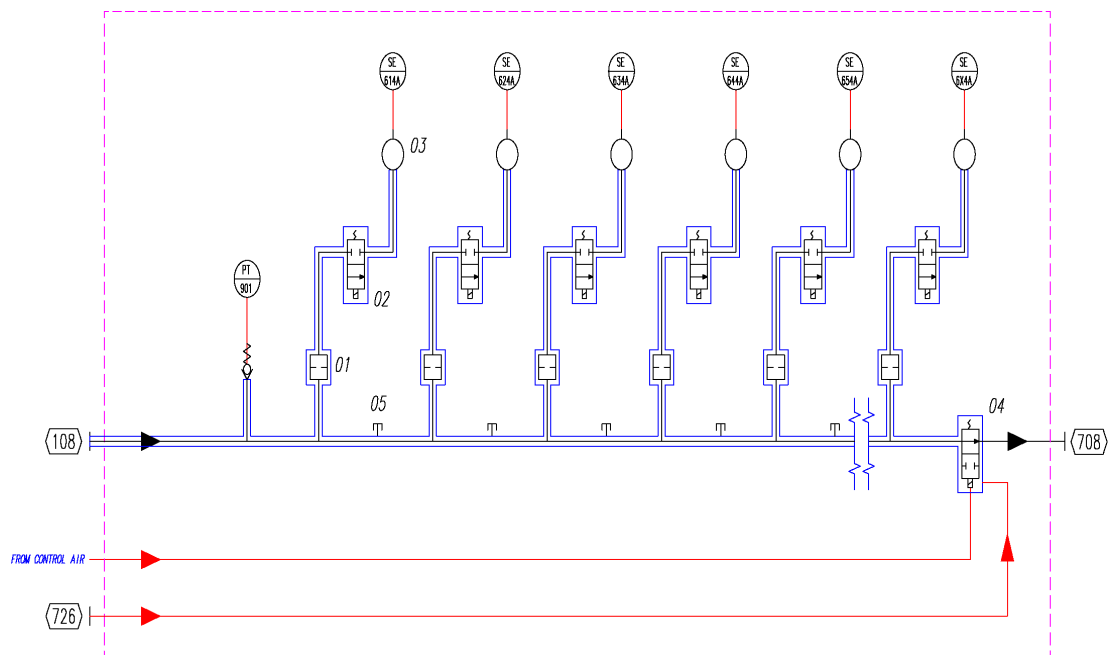 SE SE SE SE SE SE
614A 624A 634A 644A 654A 6X4A
03
PT
901
02
01
05
04
108
708
FROM CONTROL AIR
726